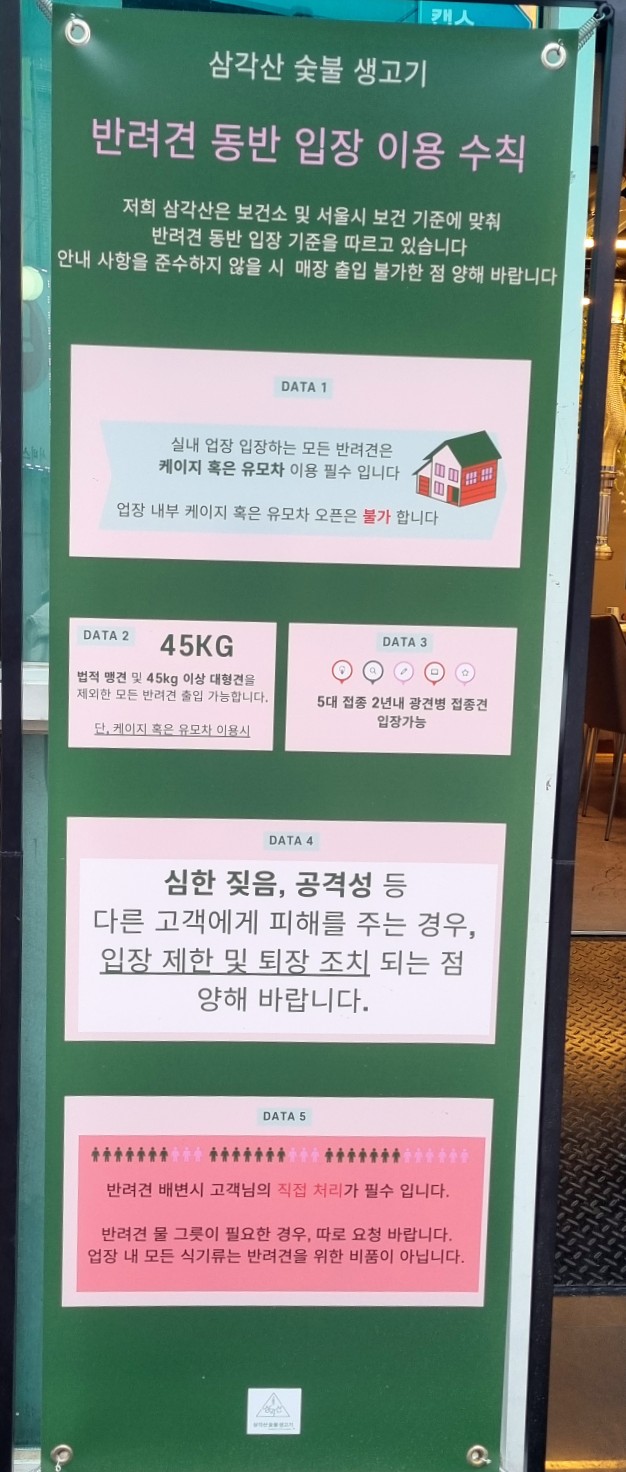 캡스
삼각산 숯불 생고기
반려견 동반 입장 이용 수칙
저희 삼각산은 보건소 및 서울시 보건 기준에 맞춰
반려견 동반 입장 기준을 따르고 있습니다
안내 사항을 준수하지 않을 시 매장 출입 불가한 점 양해 바랍니다
DATA 1
실내 업장 입장하는 모든 반려견은
케이지 혹은 유모차 이용 필수 입니다
업장 내부 케이지 혹은 유모차 오픈은 불가 합니다
DATA 2
45KG
법적 맹견 및 45kg 이상 대형견을
제외한 모든 반려견 출입 가능합니다.
단, 케이지 혹은 유모차 이용시
DATA 3
5대 접종 2년내 광견병 접종견
입장가능
DATA 4
심한 짖음, 공격성 등
다른 고객에게 피해를 주는 경우,
입장 제한 및 퇴장 조치 되는 점
양해 바랍니다.
DATA 5
반려견 배변시 고객님의 직접 처리가 필수 입니다.
반려견 물 그릇이 필요한 경우, 따로 요청 바랍니다.
업장 내 모든 식기류는 반려견을 위한 비품이 아닙니다.
삼각산
삼각산숯불생고기